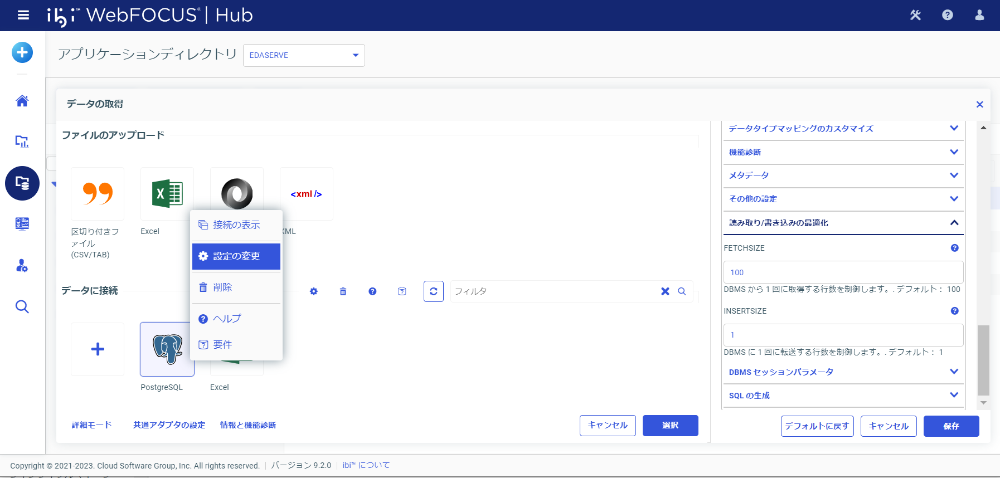 ibi™ WebFOCUS® | Hub
アプリケーションディレクトリ
EDASERVE
データの取得
ファイルのアップロード
<xml />
区切り付きフ
ァイル
(CSV/TAB)
Excel
XML
接続の表示
設定の変更
削除
ヘルプ
要件
データに接続
フィルタ
PostgreSQL
Excel
詳細モード
共通アダプタの設定
情報と機能診断
キャンセル
選択
データタイプマッピングのカスタマイズ
機能診断
メタデータ
その他の設定
読み取り/書き込みの最適化
FETCHSIZE
100
DBMS から 1 回に取得する行数を制御します。. デフォルト： 100
INSERTSIZE
1
DBMS に 1 回に転送する行数を制御します。. デフォルト： 1
DBMS セッションパラメータ
SQL の生成
デフォルトに戻す
キャンセル
保存
Copyright © 2021-2023. Cloud Software Group, Inc. All rights reserved.
バージョン 9.2.0
ibi™ について